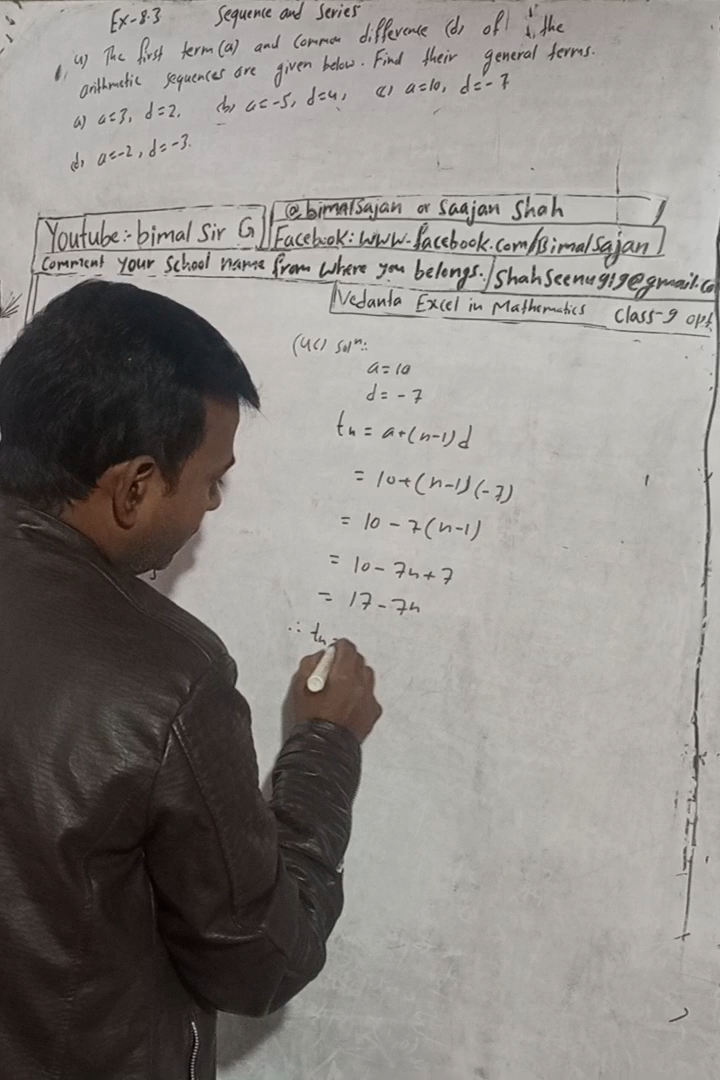 Ex-8.3 Sequence and Series
4) The first term (a) and common difference (d) of the
arithmetic sequences are given below. Find their general terms.
a) a=3, d=2, (b) a=-5, d=4, (c) a=10, d=-7
(d) a=-2, d=-3.
@bimalsajan or Saajan Shah
Youtube:- bimal Sir G
Facebook: www.facebook.com/Bimalsajan
Comment your School name from where you belongs.
Shahseenu919@gmail.co
Vedanta Excel in Mathematics Class-9 opt
(4c) Solⁿ:
a=10
d=-7
tn = a+(n-1)d
= 10+(n-1)(-7)
= 10-7(n-1)
= 10-7n+7
= 17-7n
∴ tn =